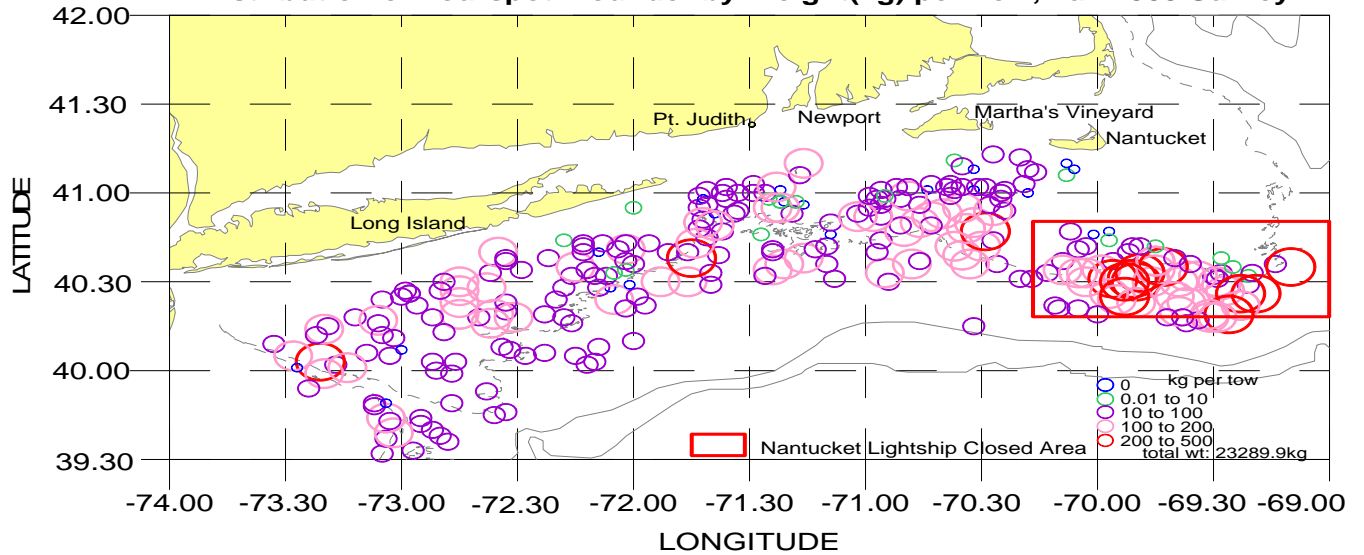 42.00
41.30
41.00
40.30
40.00
39.30
LATITUDE
Pt. Judith
Newport
Martha's Vineyard
Nantucket
Long Island
kg per tow
0
0.01 to 10
10 to 100
100 to 200
200 to 500
total wt: 23289.9kg
Nantucket Lightship Closed Area
-74.00 -73.30 -73.00 -72.30 -72.00 -71.30 -71.00 -70.30 -70.00 -69.30 -69.00
LONGITUDE